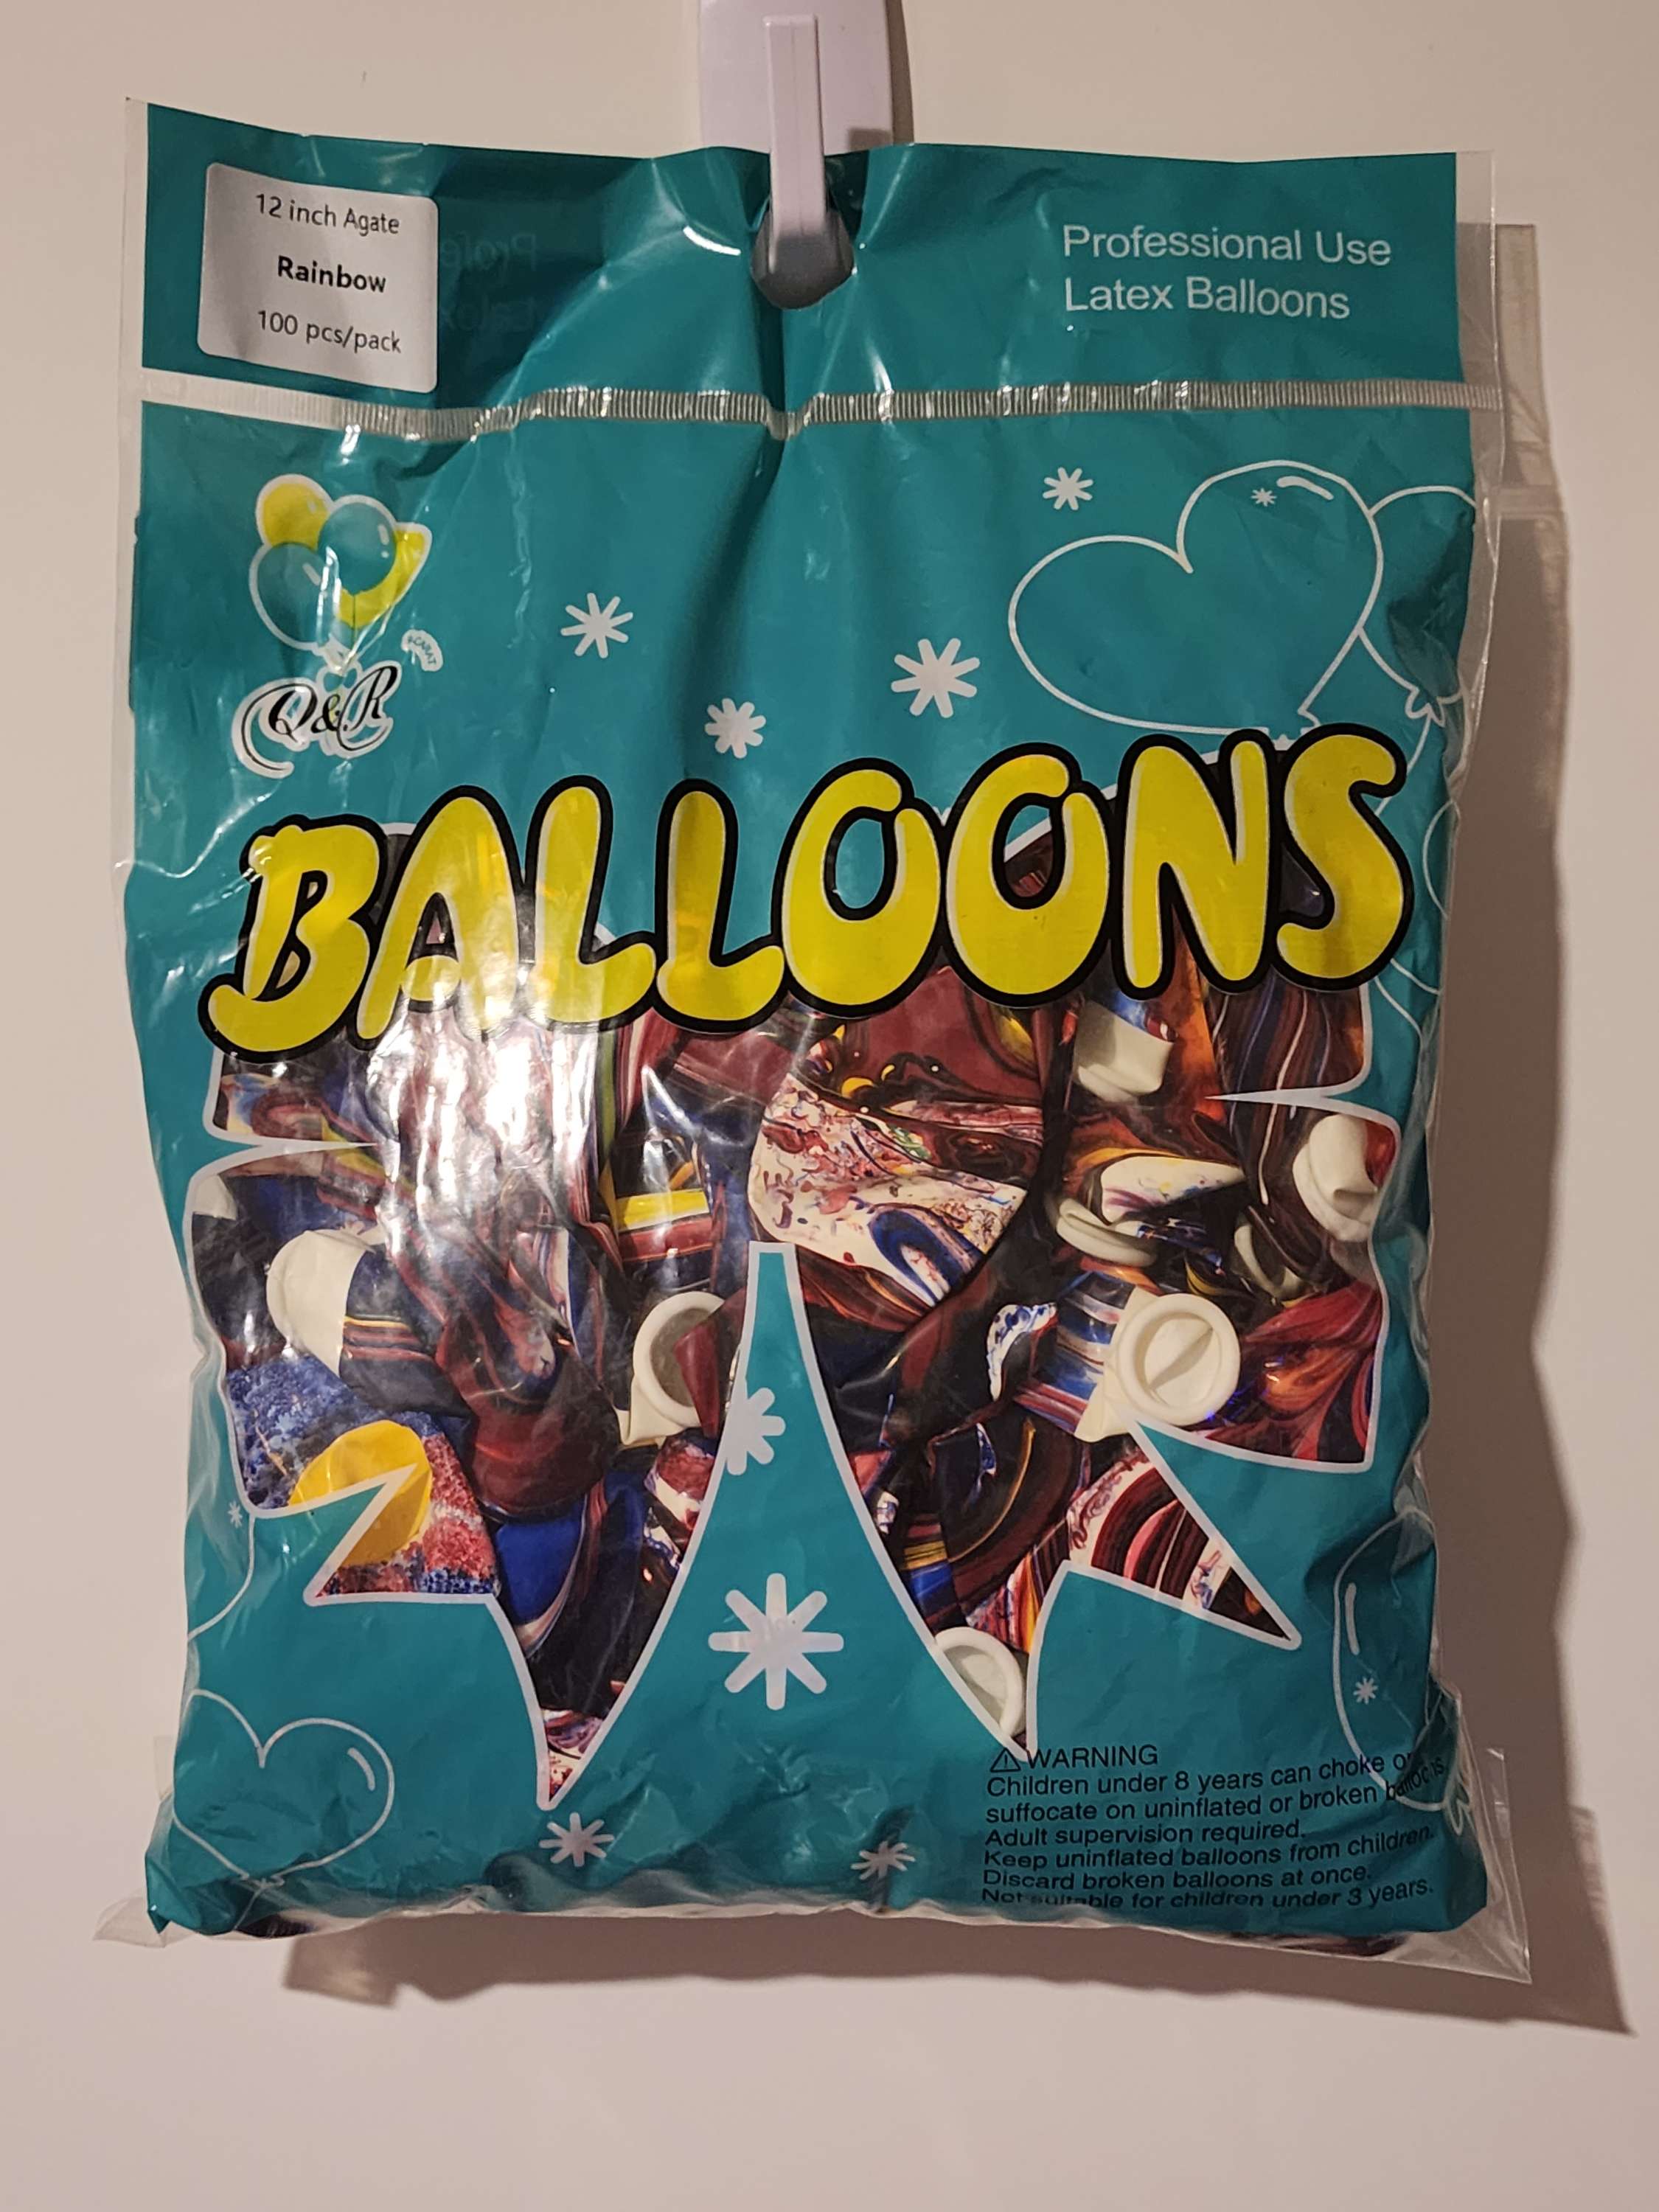 12 inch Agate
Rainbow
100 pcs/pack
Professional Use
Latex Balloons
Q&R
BALLOONS
⚠WARNING
Children under 8 years can choke or
suffocate on uninflated or broken balloons.
Adult supervision required.
Keep uninflated balloons from children.
Discard broken balloons at once.
Not suitable for children under 3 years.